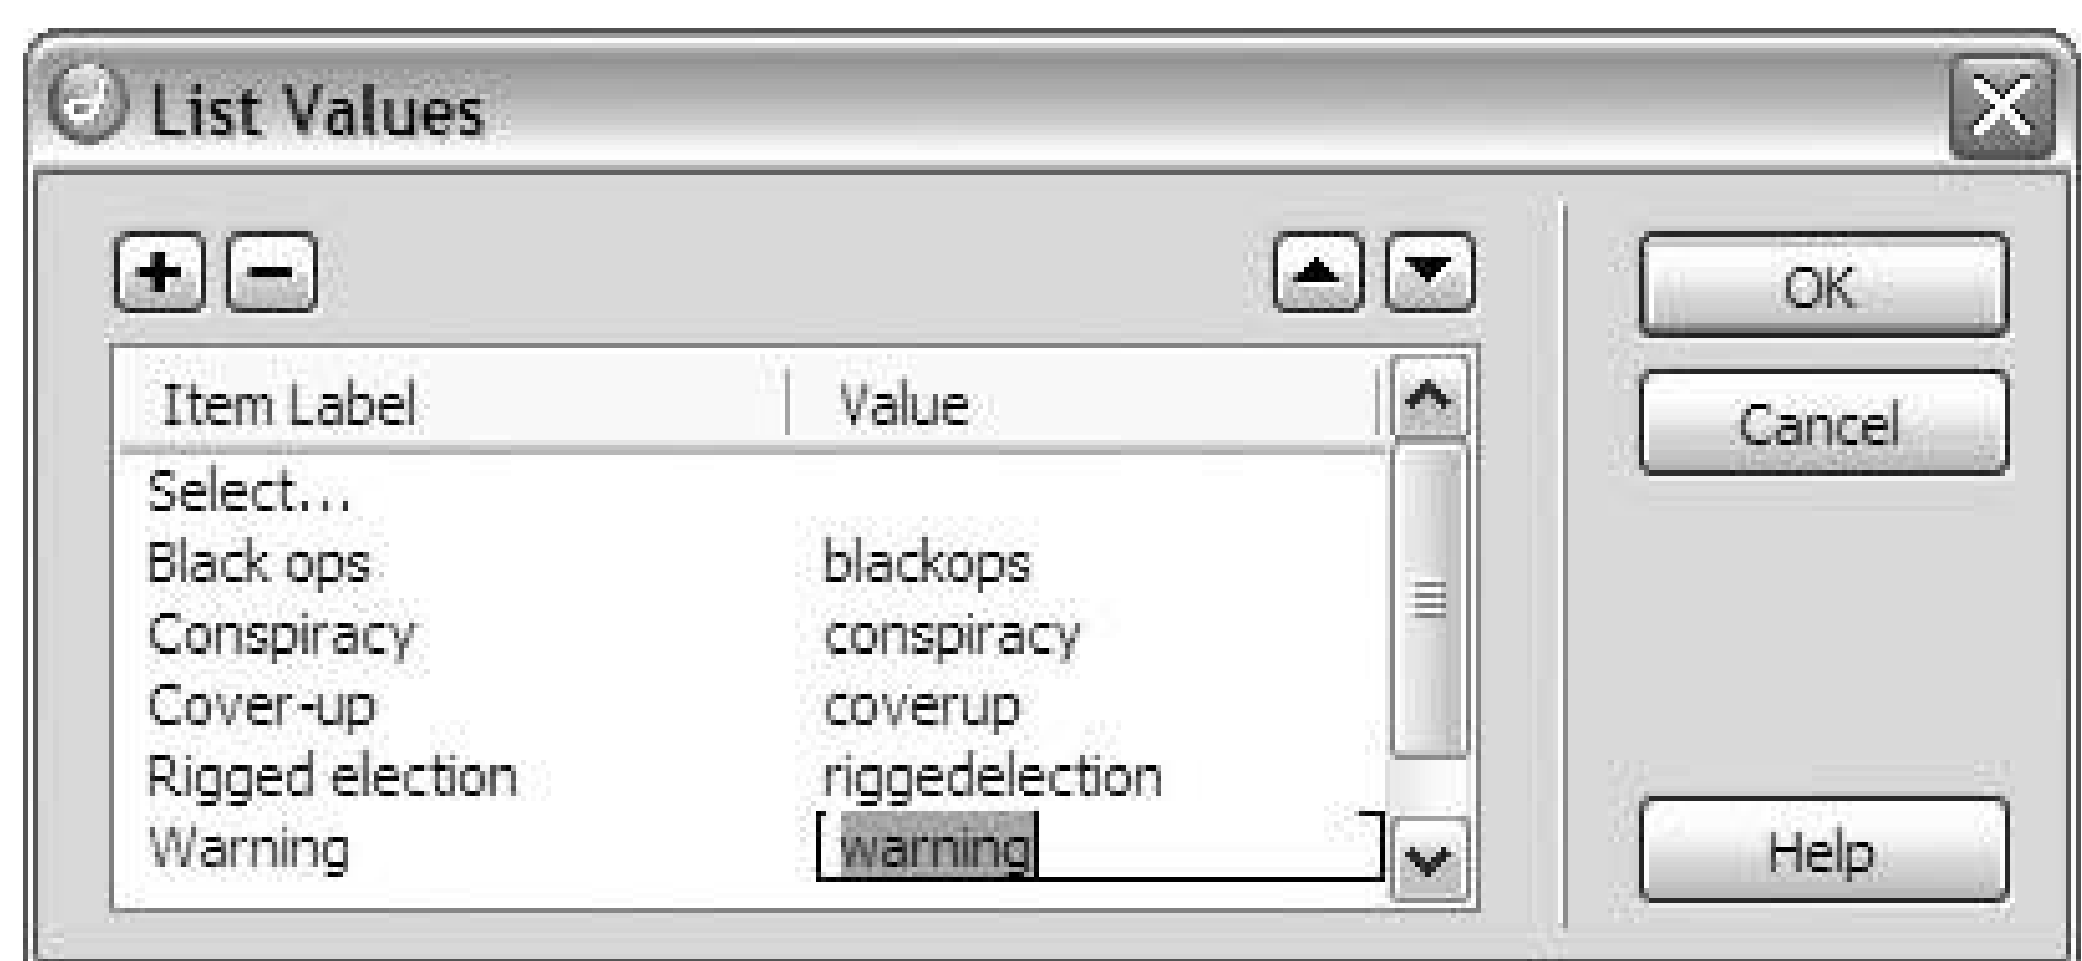 List Values
OK
Cancel
Item Label Value
Select...
Black ops blackops
Conspiracy conspiracy
Cover-up coverup
Rigged election riggedelection
Warning warning
Help